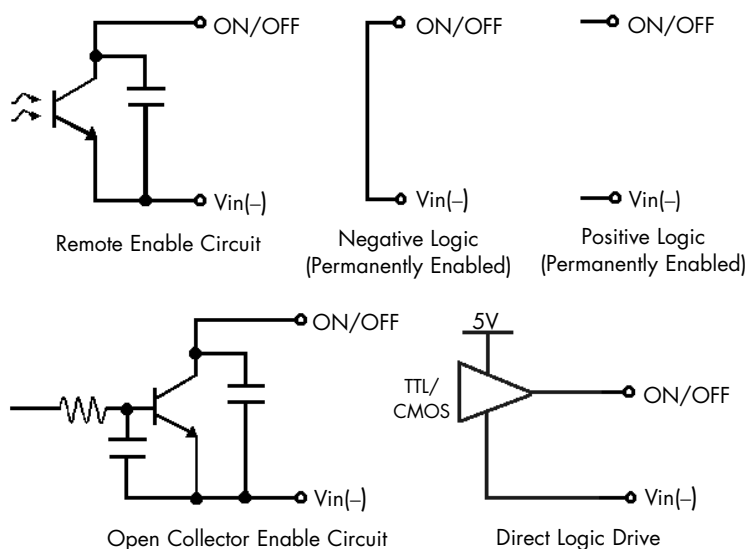 ON/OFF
Vin(–)
Remote Enable Circuit
ON/OFF
Vin(–)
Negative Logic
(Permanently Enabled)
ON/OFF
Vin(–)
Positive Logic
(Permanently Enabled)
ON/OFF
Vin(–)
Open Collector Enable Circuit
5V
TTL/
CMOS
ON/OFF
Vin(–)
Direct Logic Drive